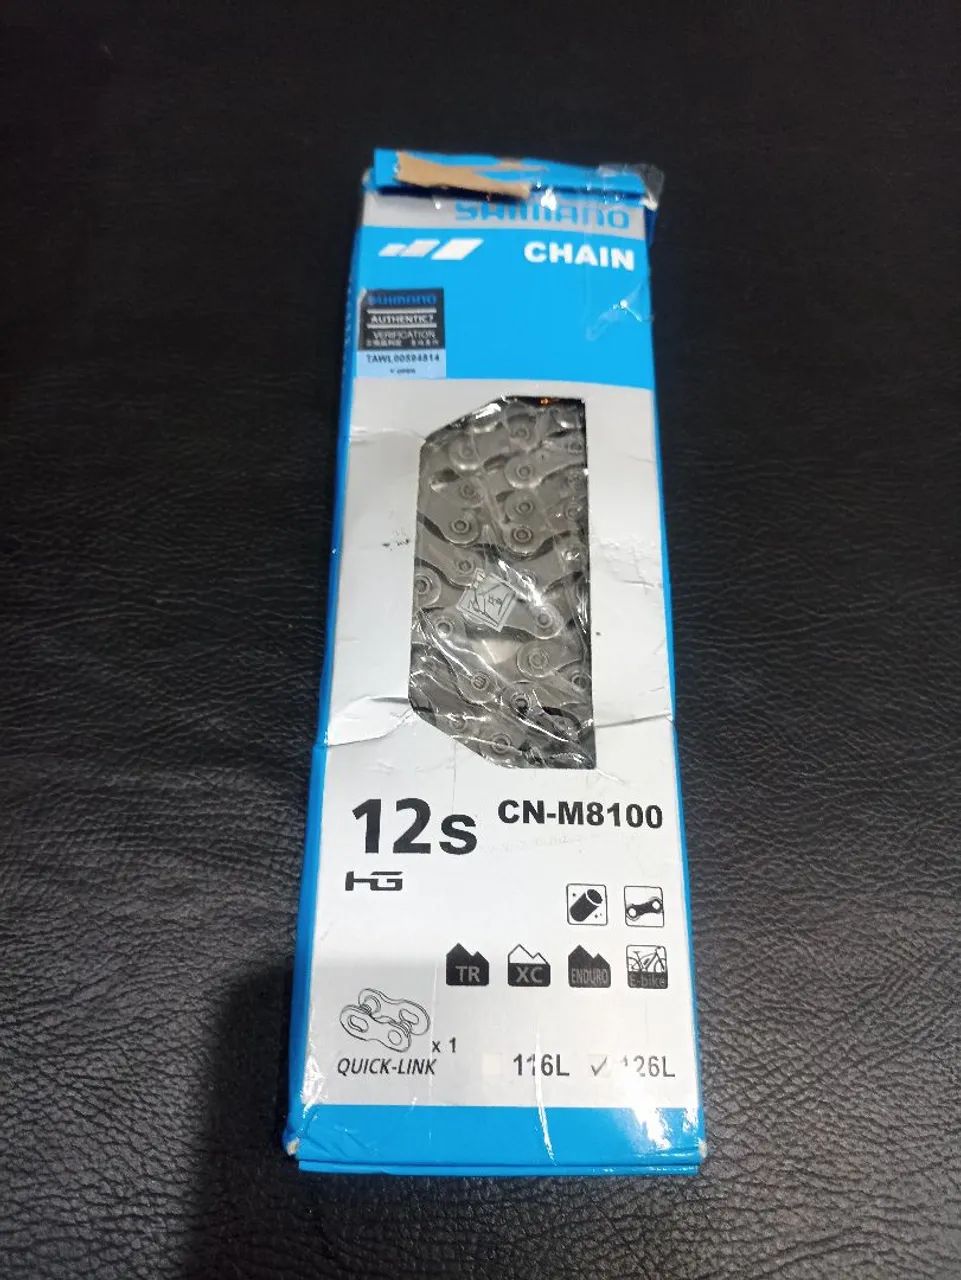 SHIMANO
CHAIN
SHIMANO
AUTHENTIC?
VERIFICATION
TAWL00594814
12s
CN-M8100
HG
TR
XC
ENDURO
E-bike
x 1
QUICK-LINK
116L
✓ 126L